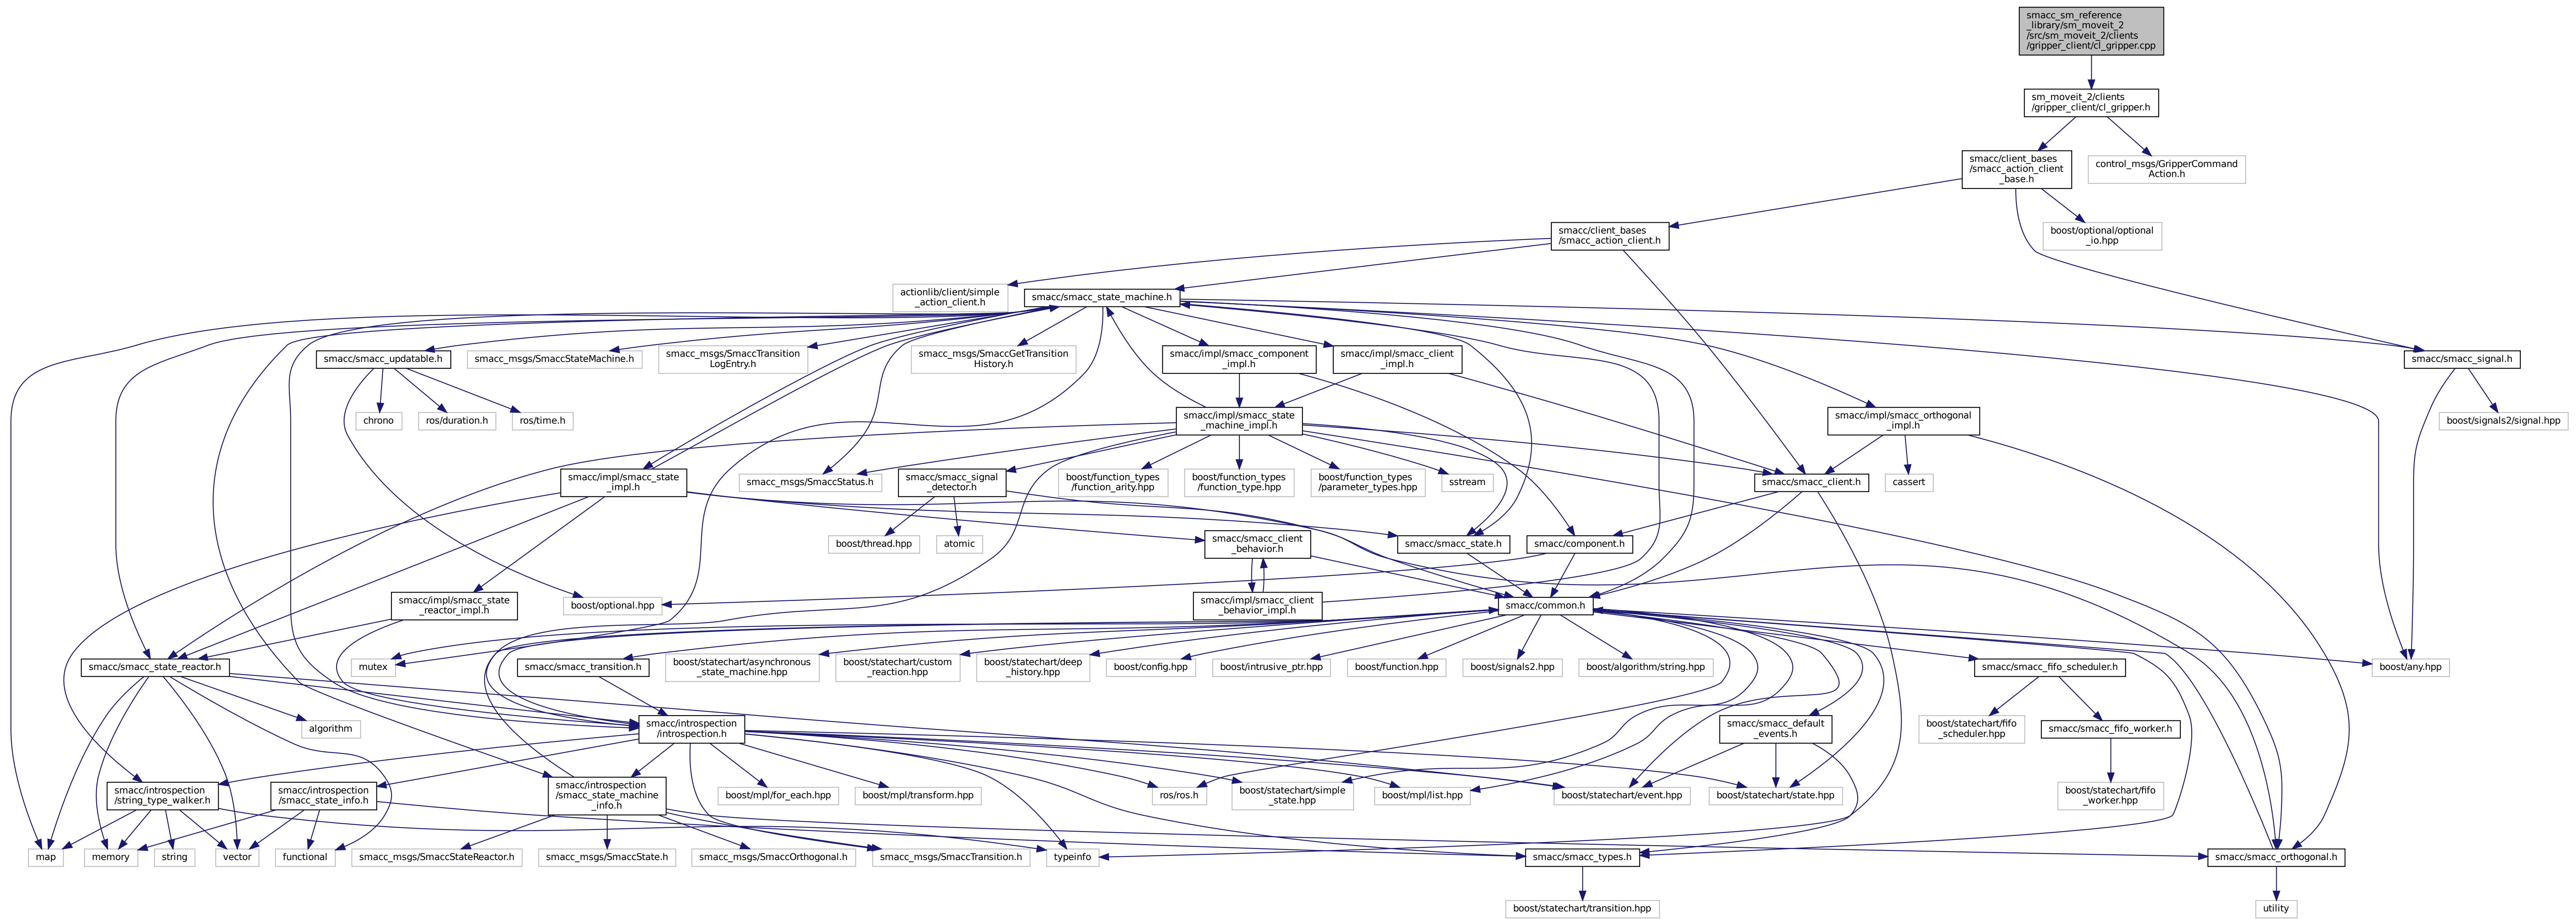 smacc_sm_reference
_library/sm_moveit_2
/src/sm_moveit_2/clients
/gripper_client/cl_gripper.cpp
sm_moveit_2/clients
/gripper_client/cl_gripper.h
smacc/client_bases
/smacc_action_client
_base.h
control_msgs/GripperCommand
Action.h
smacc/client_bases
/smacc_action_client.h
boost/optional/optional
_io.hpp
actionlib/client/simple
_action_client.h
smacc/smacc_state_machine.h
smacc/smacc_updatable.h
smacc_msgs/SmaccStateMachine.h
smacc_msgs/SmaccTransition
LogEntry.h
smacc_msgs/SmaccGetTransition
History.h
smacc/impl/smacc_component
_impl.h
smacc/impl/smacc_client
_impl.h
smacc/smacc_signal.h
chrono
ros/duration.h
ros/time.h
smacc/impl/smacc_state
_machine_impl.h
smacc/impl/smacc_orthogonal
_impl.h
boost/signals2/signal.hpp
smacc/impl/smacc_state
_impl.h
smacc_msgs/SmaccStatus.h
smacc/smacc_signal
_detector.h
boost/function_types
/function_arity.hpp
boost/function_types
/function_type.hpp
boost/function_types
/parameter_types.hpp
sstream
smacc/smacc_client.h
cassert
boost/thread.hpp
atomic
smacc/smacc_client
_behavior.h
smacc/smacc_state.h
smacc/component.h
smacc/impl/smacc_state
_reactor_impl.h
boost/optional.hpp
smacc/impl/smacc_client
_behavior_impl.h
smacc/common.h
smacc/smacc_state_reactor.h
mutex
smacc/smacc_transition.h
boost/statechart/asynchronous
_state_machine.hpp
boost/statechart/custom
_reaction.hpp
boost/statechart/deep
_history.hpp
boost/config.hpp
boost/intrusive_ptr.hpp
boost/function.hpp
boost/signals2.hpp
boost/algorithm/string.hpp
smacc/smacc_fifo_scheduler.h
boost/any.hpp
algorithm
smacc/introspection
/introspection.h
smacc/smacc_default
_events.h
boost/statechart/fifo
_scheduler.hpp
smacc/smacc_fifo_worker.h
smacc/introspection
/string_type_walker.h
smacc/introspection
/smacc_state_info.h
smacc/introspection
/smacc_state_machine
_info.h
boost/mpl/for_each.hpp
boost/mpl/transform.hpp
ros/ros.h
boost/statechart/simple
_state.hpp
boost/mpl/list.hpp
boost/statechart/event.hpp
boost/statechart/state.hpp
boost/statechart/fifo
_worker.hpp
map
memory
string
vector
functional
smacc_msgs/SmaccStateReactor.h
smacc_msgs/SmaccState.h
smacc_msgs/SmaccOrthogonal.h
smacc_msgs/SmaccTransition.h
typeinfo
smacc/smacc_types.h
smacc/smacc_orthogonal.h
boost/statechart/transition.hpp
utility